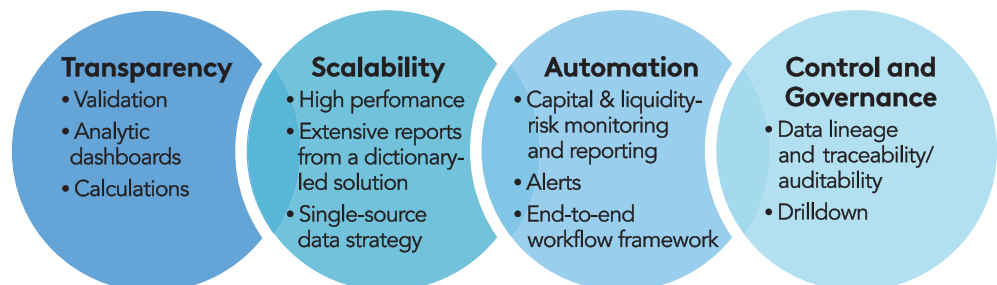 Transparency
• Validation
• Analytic
dashboards
• Calculations
Scalability
• High perfomance
• Extensive reports
from a dictionary-
led solution
• Single-source
data strategy
Automation
• Capital & liquidity-
risk monitoring
and reporting
• Alerts
• End-to-end
workflow framework
Control and
Governance
• Data lineage
and traceability/
auditability
• Drilldown